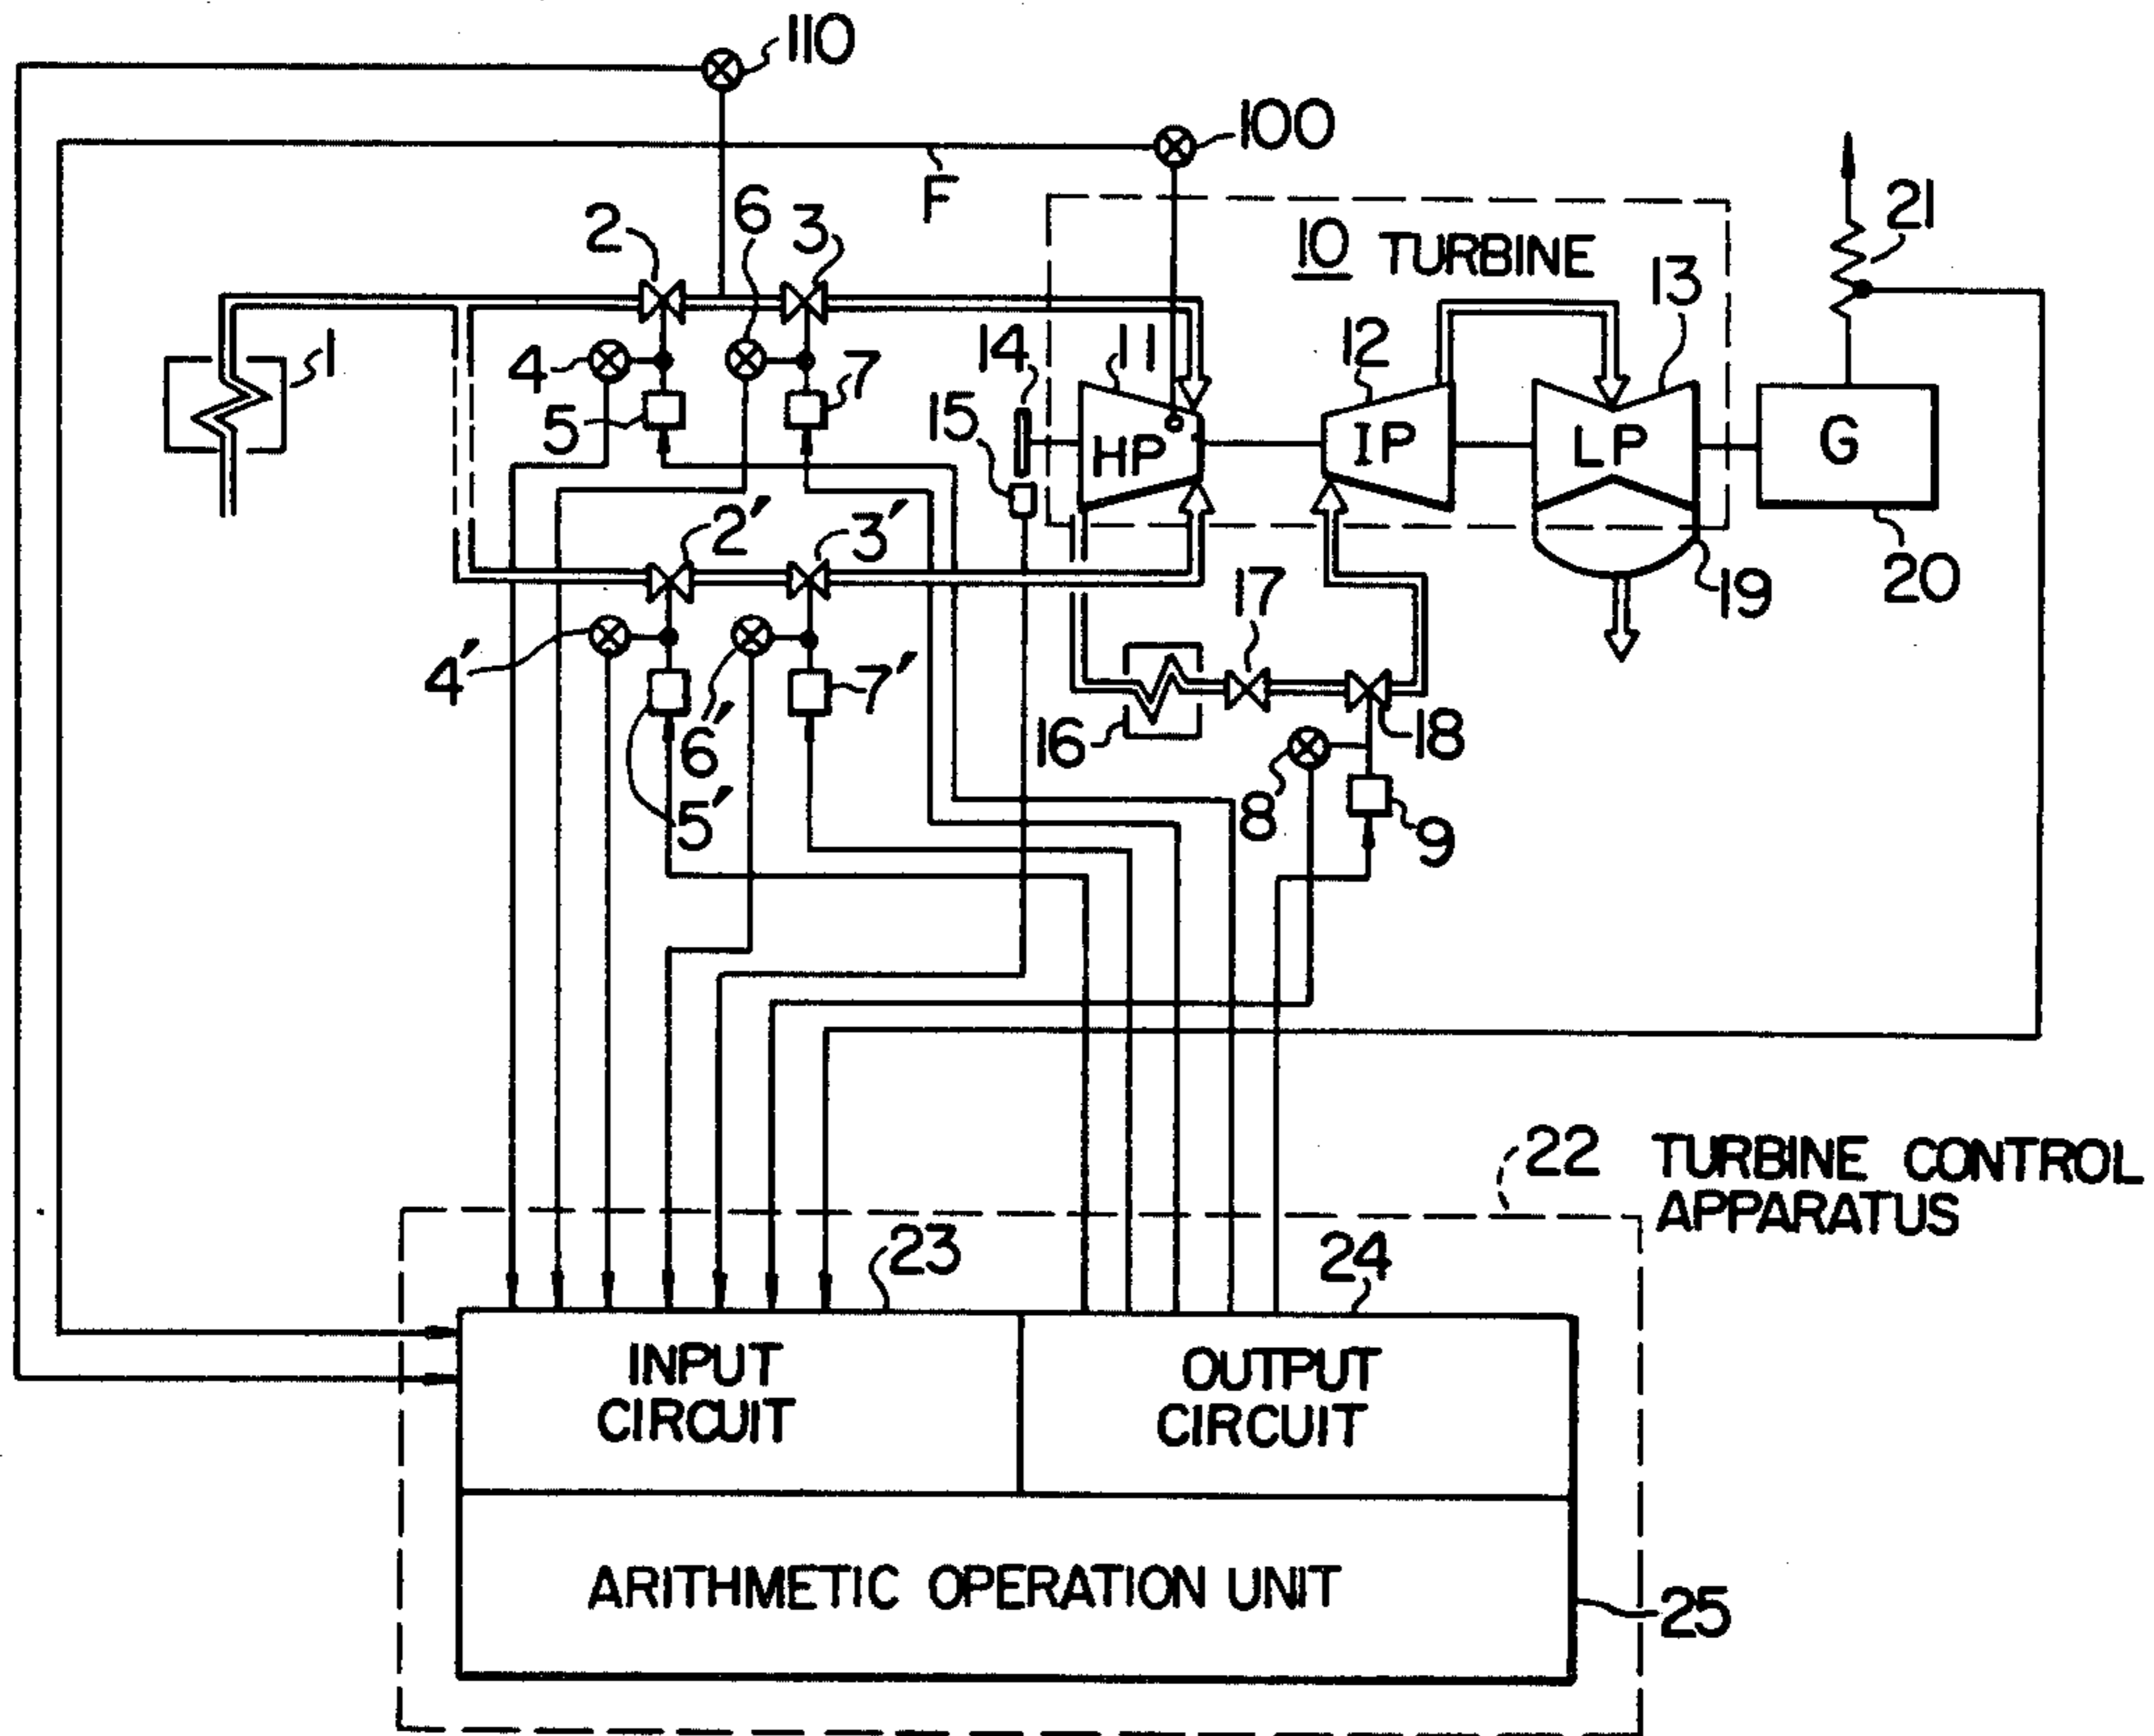 110
100
F
2
6
3
10 TURBINE
21
13
1
4
5
7
14
15
11
12
HP
IP
LP
G
2'
3'
17
19
20
4'
6'
5'
7'
16
18
8
9
22 TURBINE CONTROL
APPARATUS
23
24
INPUT
CIRCUIT
OUTPUT
CIRCUIT
ARITHMETIC OPERATION UNIT
25